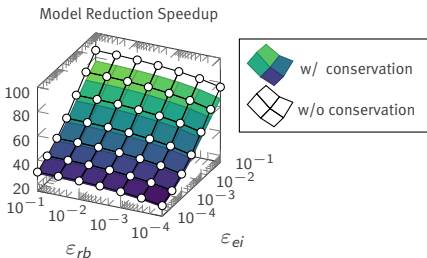 Model Reduction Speedup
w/ conservation
w/o conservation
100
80
60
40
20
10⁻¹
10⁻²
10⁻³
10⁻⁴
10⁻¹
10⁻²
10⁻³
10⁻⁴
ε_rb
ε_ei